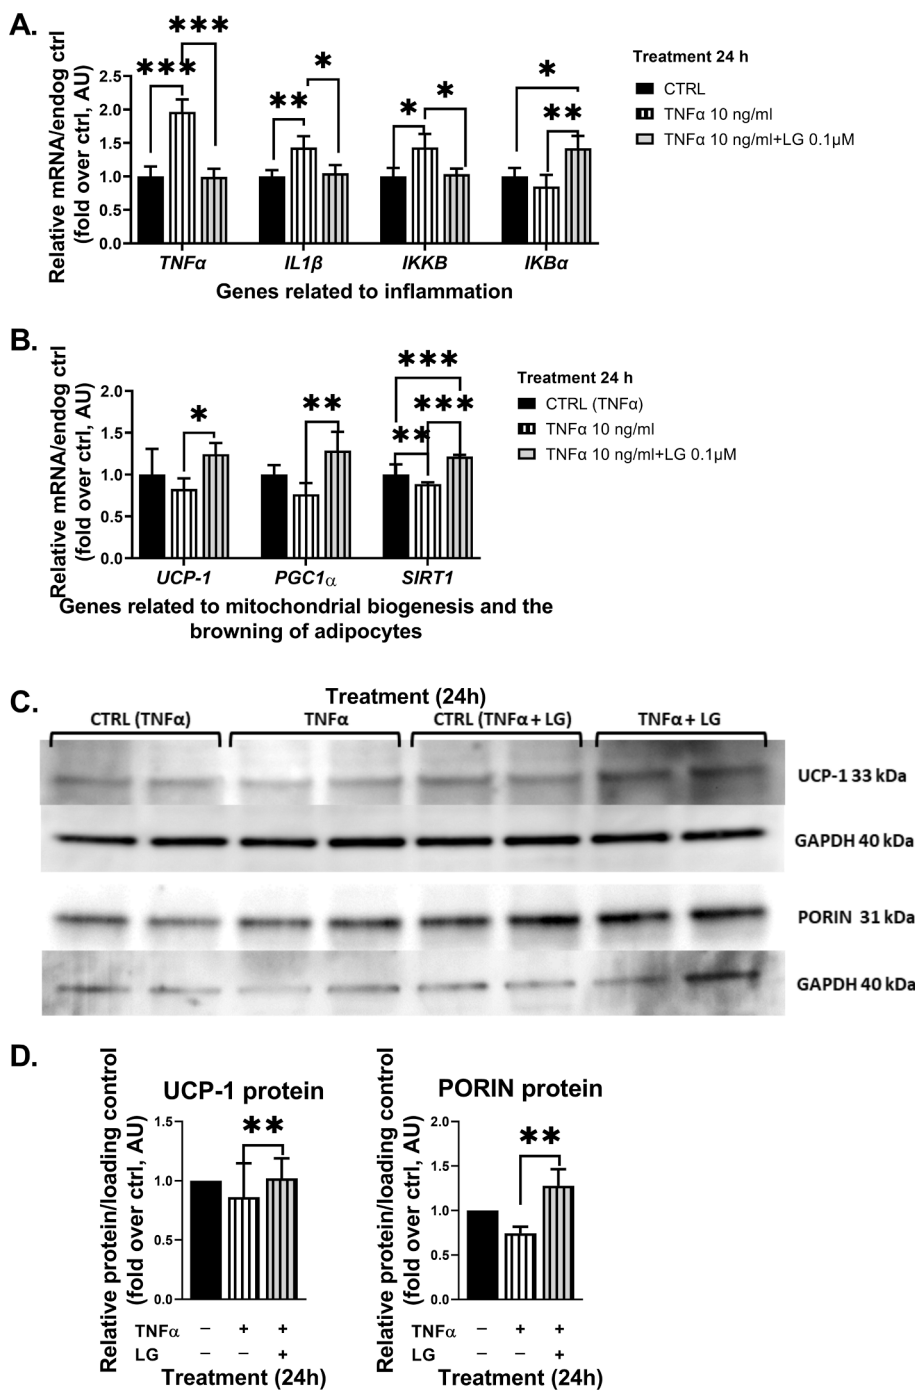 A.
Relative mRNA/endog ctrl
(fold over ctrl, AU)
2.5
2.0
1.5
1.0
0.5
0.0
*** *** ** * * * * **
TNFα IL1β IKKB IKBα
Genes related to inflammation
Treatment 24 h
CTRL
TNFα 10 ng/ml
TNFα 10 ng/ml+LG 0.1µM
B.
Relative mRNA/endog ctrl
(fold over ctrl, AU)
2.0
1.5
1.0
0.5
0.0
* ** *** *** **
UCP-1 PGC1α SIRT1
Genes related to mitochondrial biogenesis and the
browning of adipocytes
Treatment 24 h
CTRL (TNFα)
TNFα 10 ng/ml
TNFα 10 ng/ml+LG 0.1µM
C.
Treatment (24h)
CTRL (TNFα) TNFα CTRL (TNFα + LG) TNFα + LG
UCP-1 33 kDa
GAPDH 40 kDa
PORIN 31 kDa
GAPDH 40 kDa
D.
Relative protein/loading control
(fold over ctrl, AU)
UCP-1 protein
1.5
1.0
0.5
0.0
**
TNFα – + +
LG – – +
Treatment (24h)
Relative protein/loading control
(fold over ctrl, AU)
PORIN protein
2.0
1.5
1.0
0.5
0.0
**
TNFα – + +
LG – – +
Treatment (24h)